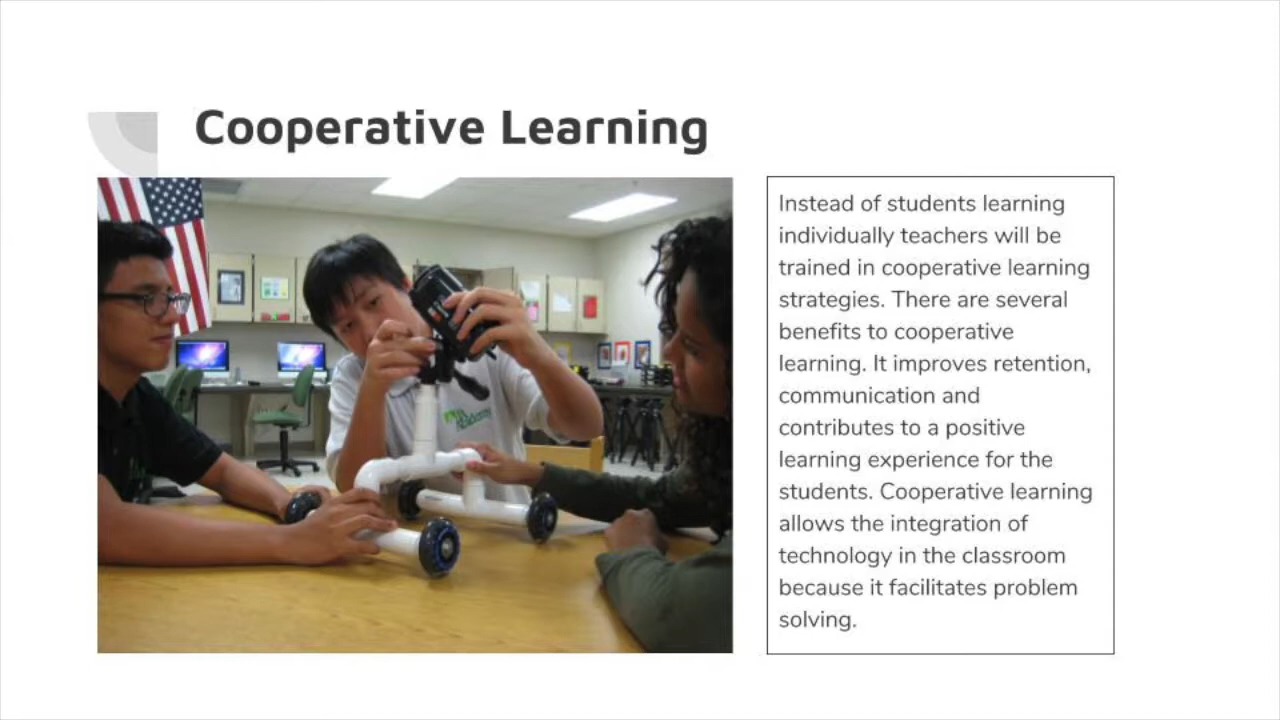 Cooperative Learning
Instead of students learning
individually teachers will be
trained in cooperative learning
strategies. There are several
benefits to cooperative
learning. It improves retention,
communication and
contributes to a positive
learning experience for the
students. Cooperative learning
allows the integration of
technology in the classroom
because it facilitates problem
solving.